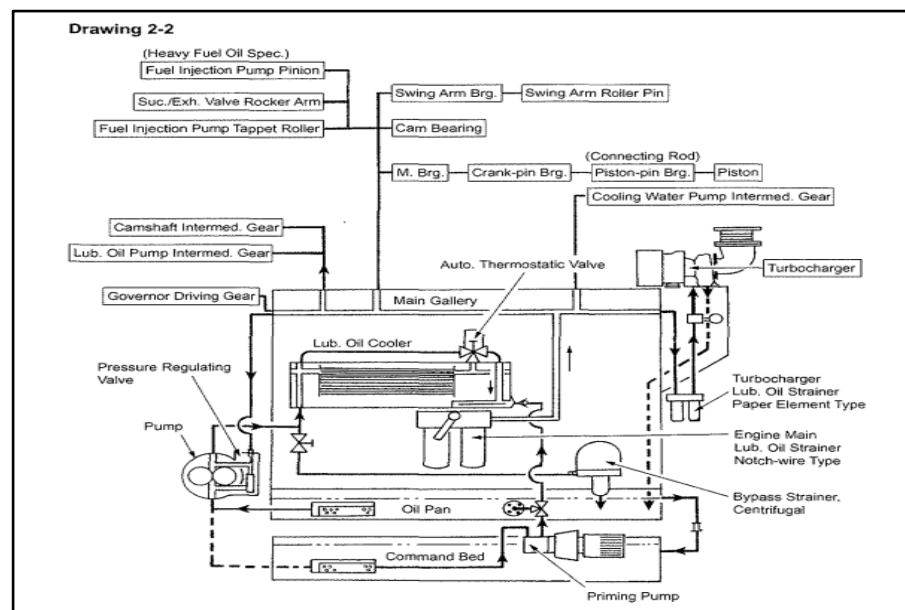 Drawing 2-2
(Heavy Fuel Oil Spec.)
Fuel Injection Pump Pinion
Suc./Exh. Valve Rocker Arm
Fuel Injection Pump Tappet Roller
Swing Arm Brg.
Swing Arm Roller Pin
Cam Bearing
(Connecting Rod)
M. Brg.
Crank-pin Brg.
Piston-pin Brg.
Piston
Cooling Water Pump Intermed. Gear
Camshaft Intermed. Gear
Lub. Oil Pump Intermed. Gear
Auto. Thermostatic Valve
Turbocharger
Governor Driving Gear
Main Gallery
Lub. Oil Cooler
Pressure Regulating
Valve
Pump
Turbocharger
Lub. Oil Strainer
Paper Element Type
Engine Main
Lub. Oil Strainer
Notch-wire Type
Bypass Strainer,
Centrifugal
Oil Pan
Command Bed
Priming Pump